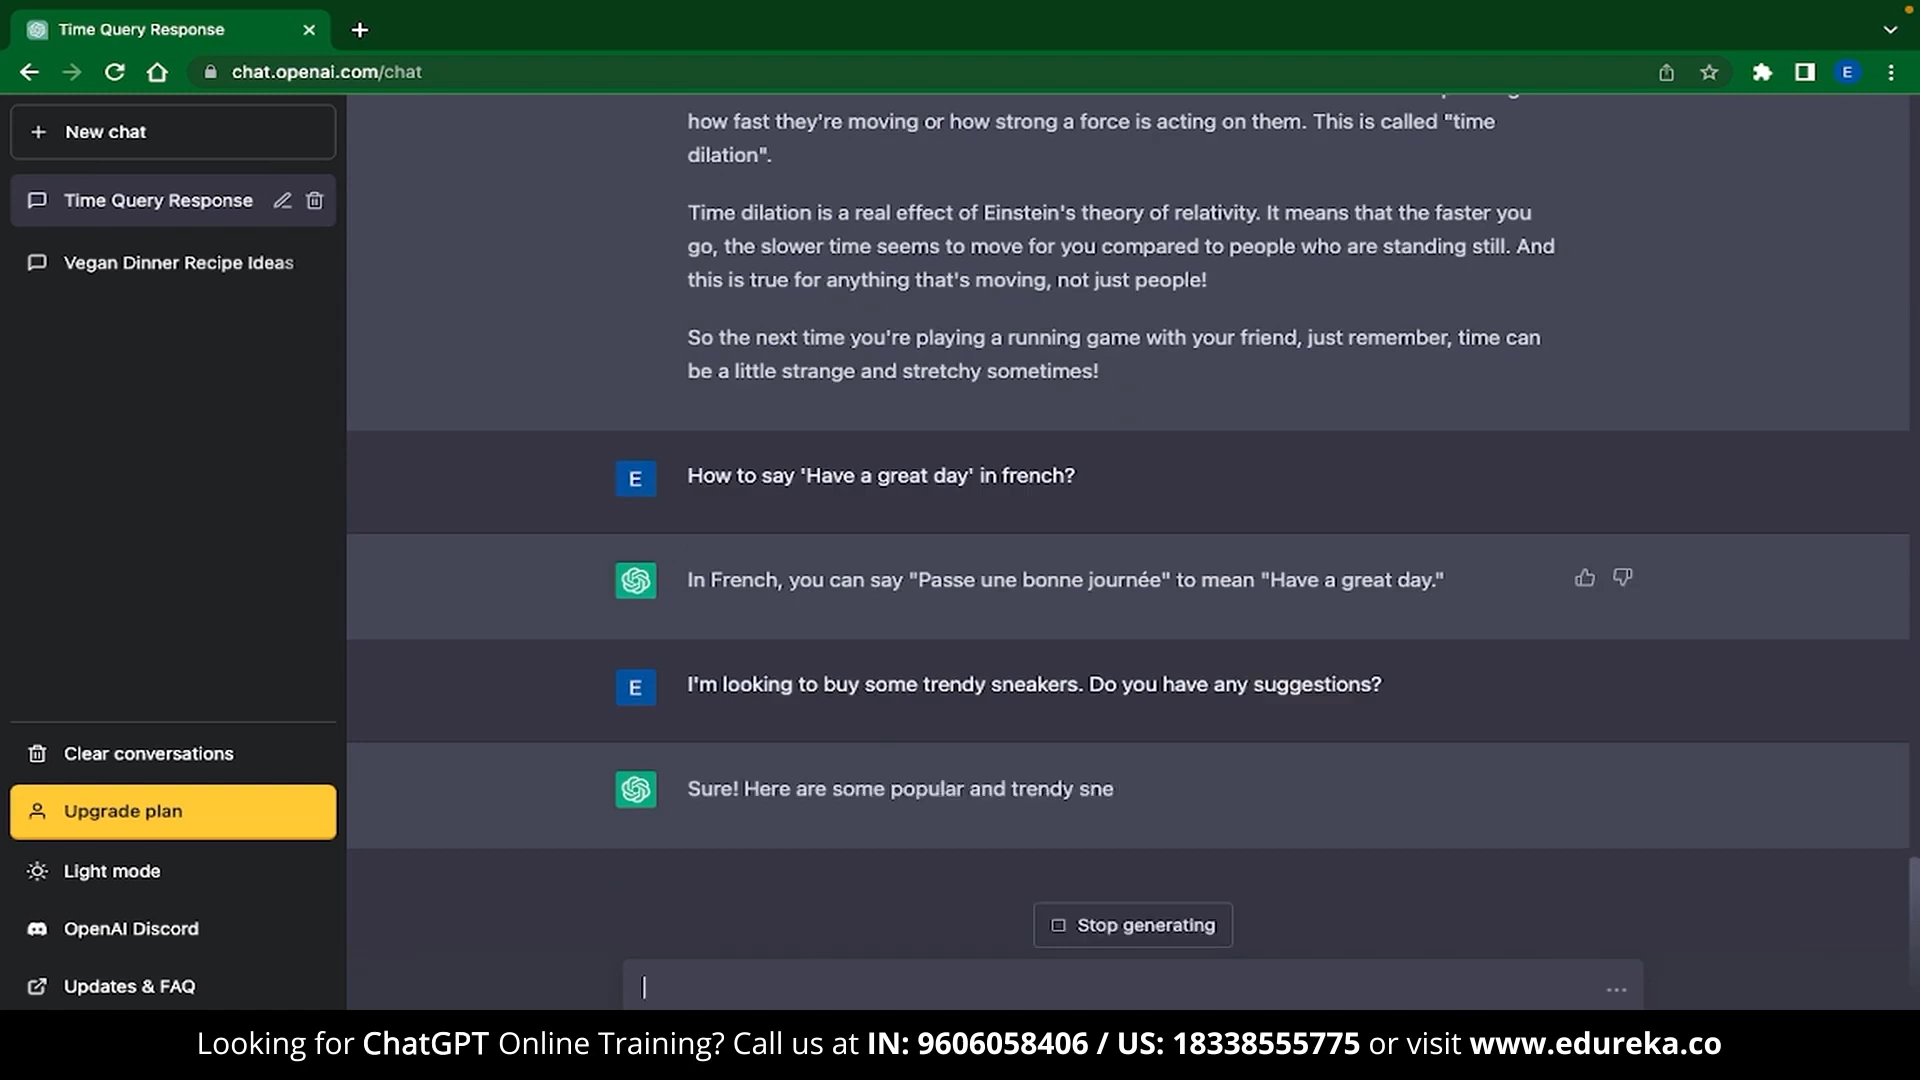 Time Query Response
chat.openai.com/chat
E
New chat
Time Query Response
Vegan Dinner Recipe Ideas
Clear conversations
Upgrade plan
Light mode
OpenAI Discord
Updates & FAQ
how fast they're moving or how strong a force is acting on them. This is called "time
dilation".
Time dilation is a real effect of Einstein's theory of relativity. It means that the faster you
go, the slower time seems to move for you compared to people who are standing still. And
this is true for anything that's moving, not just people!
So the next time you're playing a running game with your friend, just remember, time can
be a little strange and stretchy sometimes!
E
How to say 'Have a great day' in french?
In French, you can say "Passe une bonne journée" to mean "Have a great day."
E
I'm looking to buy some trendy sneakers. Do you have any suggestions?
Sure! Here are some popular and trendy sne
Stop generating
Looking for ChatGPT Online Training? Call us at IN: 9606058406 / US: 18338555775 or visit www.edureka.co